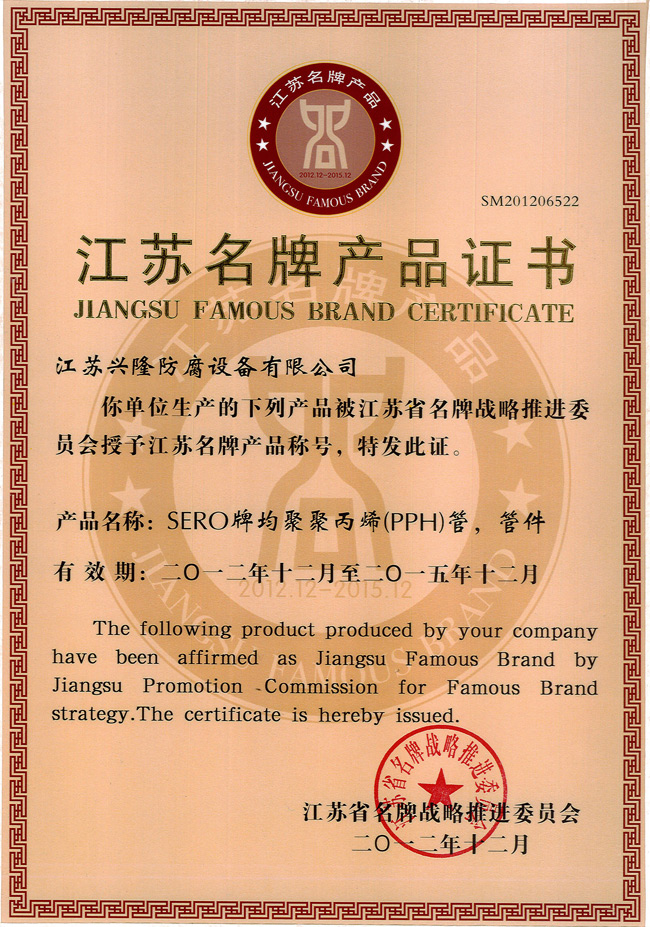 江苏名牌产品
2012.12-2015.12
JIANGSU FAMOUS BRAND
SM201206522
江苏名牌产品证书
JIANGSU FAMOUS BRAND CERTIFICATE
江苏兴隆防腐设备有限公司
你单位生产的下列产品被江苏省名牌战略推进委
员会授予江苏名牌产品称号，特发此证。
产品名称：SERO牌均聚聚丙烯(PPH)管，管件
有效期：二〇一二年十二月至二〇一五年十二月
The following product produced by your company
have been affirmed as Jiangsu Famous Brand by
Jiangsu Promotion Commission for Famous Brand
strategy.The certificate is hereby issued.
江苏省名牌战略推进委员会
二〇一二年十二月
江苏省名牌战略推进委员会
江苏名牌产品
2012.12-2015.12
JIANGSU FAMOUS BRAND